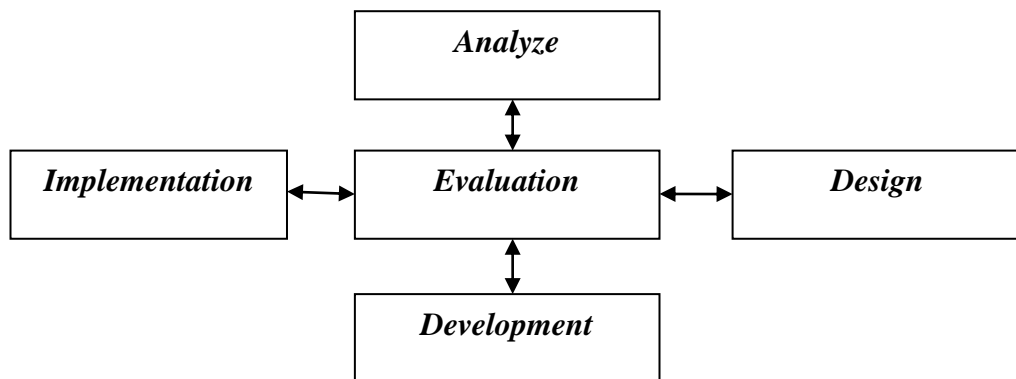 Analyze
Implementation
Evaluation
Design
Development